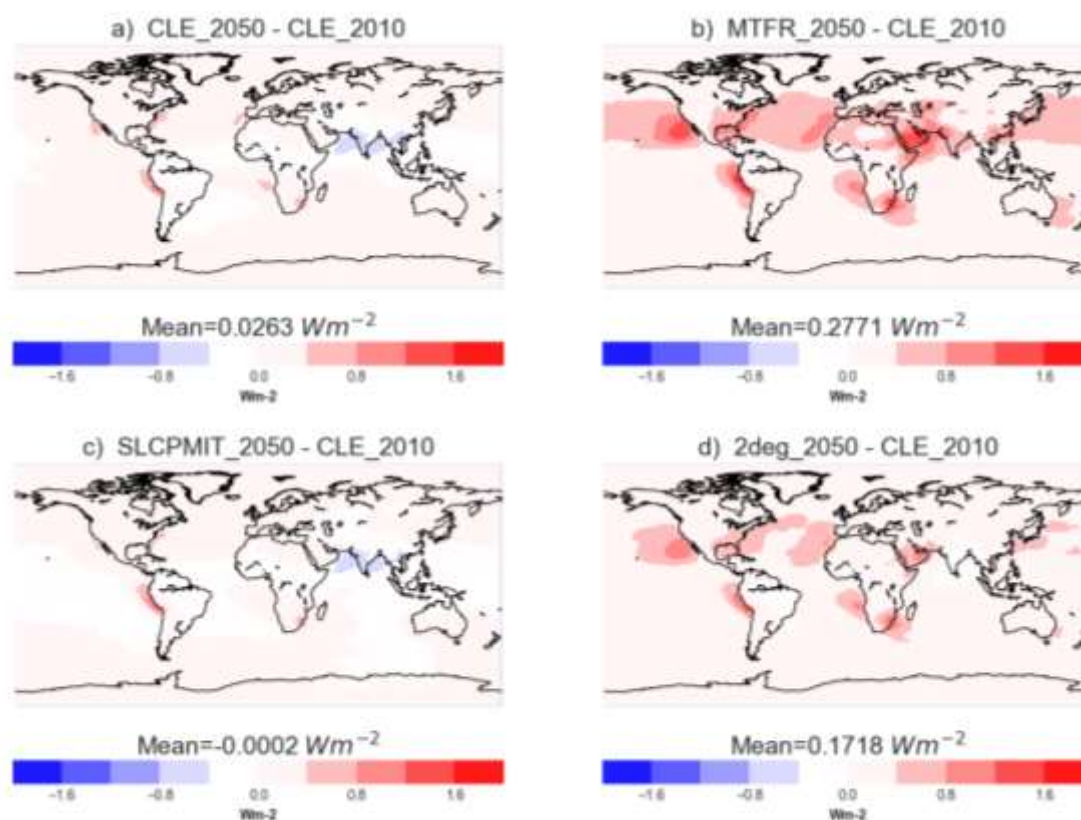 a) CLE_2050 - CLE_2010
b) MTFR_2050 - CLE_2010
Mean=0.0263 Wm⁻²
Mean=0.2771 Wm⁻²
−1.6 −0.8 0.0 0.8 1.6
−1.6 −0.8 0.0 0.8 1.6
Wm-2
Wm-2
c) SLCPMIT_2050 - CLE_2010
d) 2deg_2050 - CLE_2010
Mean=-0.0002 Wm⁻²
Mean=0.1718 Wm⁻²
−1.6 −0.8 0.0 0.8 1.6
−1.6 −0.8 0.0 0.8 1.6
Wm-2
Wm-2